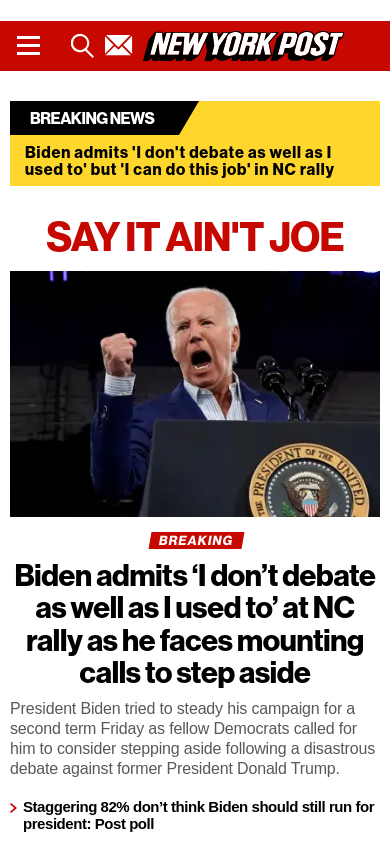 NEW YORK POST
BREAKING NEWS
Biden admits 'I don't debate as well as I
used to' but 'I can do this job' in NC rally
SAY IT AIN'T JOE
SEAL OF THE PRESIDENT OF THE UNITED
BREAKING
Biden admits ‘I don’t debate
as well as I used to’ at NC
rally as he faces mounting
calls to step aside
President Biden tried to steady his campaign for a
second term Friday as fellow Democrats called for
him to consider stepping aside following a disastrous
debate against former President Donald Trump.
Staggering 82% don’t think Biden should still run for
president: Post poll